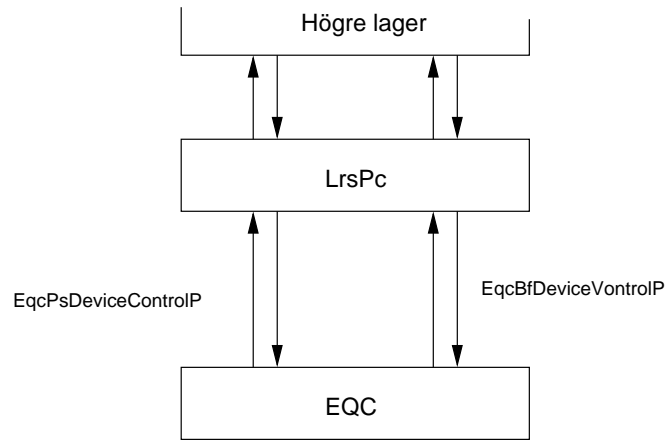 Högre lager
LrsPc
EqcPsDeviceControlP
EqcBfDeviceVontrolP
EQC